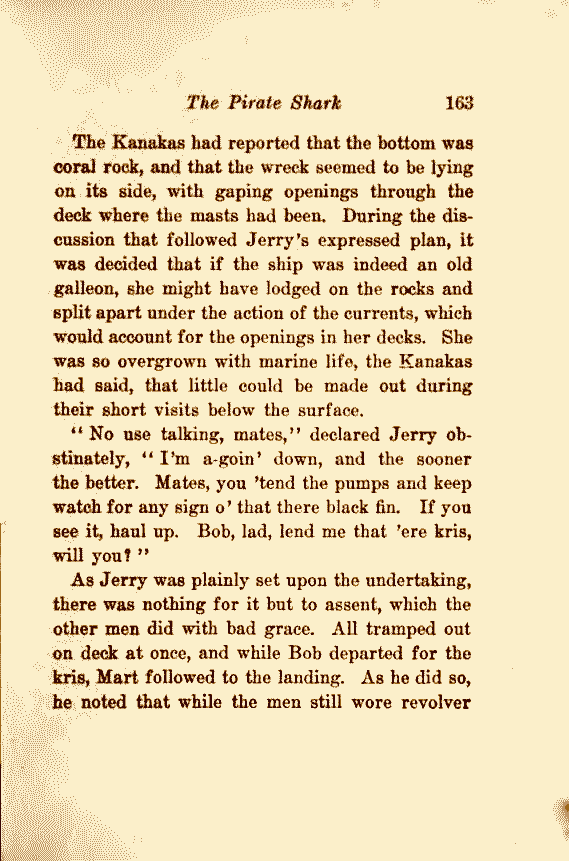 The Pirate Shark 163
The Kanakas had reported that the bottom was
coral rock, and that the wreck seemed to be lying
on its side, with gaping openings through the
deck where the masts had been. During the dis-
cussion that followed Jerry's expressed plan, it
was decided that if the ship was indeed an old
galleon, she might have lodged on the rocks and
split apart under the action of the currents, which
would account for the openings in her decks. She
was so overgrown with marine life, the Kanakas
had said, that little could be made out during
their short visits below the surface.
"No use talking, mates," declared Jerry ob-
stinately, "I'm a-goin' down, and the sooner
the better. Mates, you 'tend the pumps and keep
watch for any sign o' that there black fin. If you
see it, haul up. Bob, lad, lend me that 'ere kris,
will you?"
As Jerry was plainly set upon the undertaking,
there was nothing for it but to assent, which the
other men did with bad grace. All tramped out
on deck at once, and while Bob departed for the
kris, Mart followed to the landing. As he did so,
he noted that while the men still wore revolver